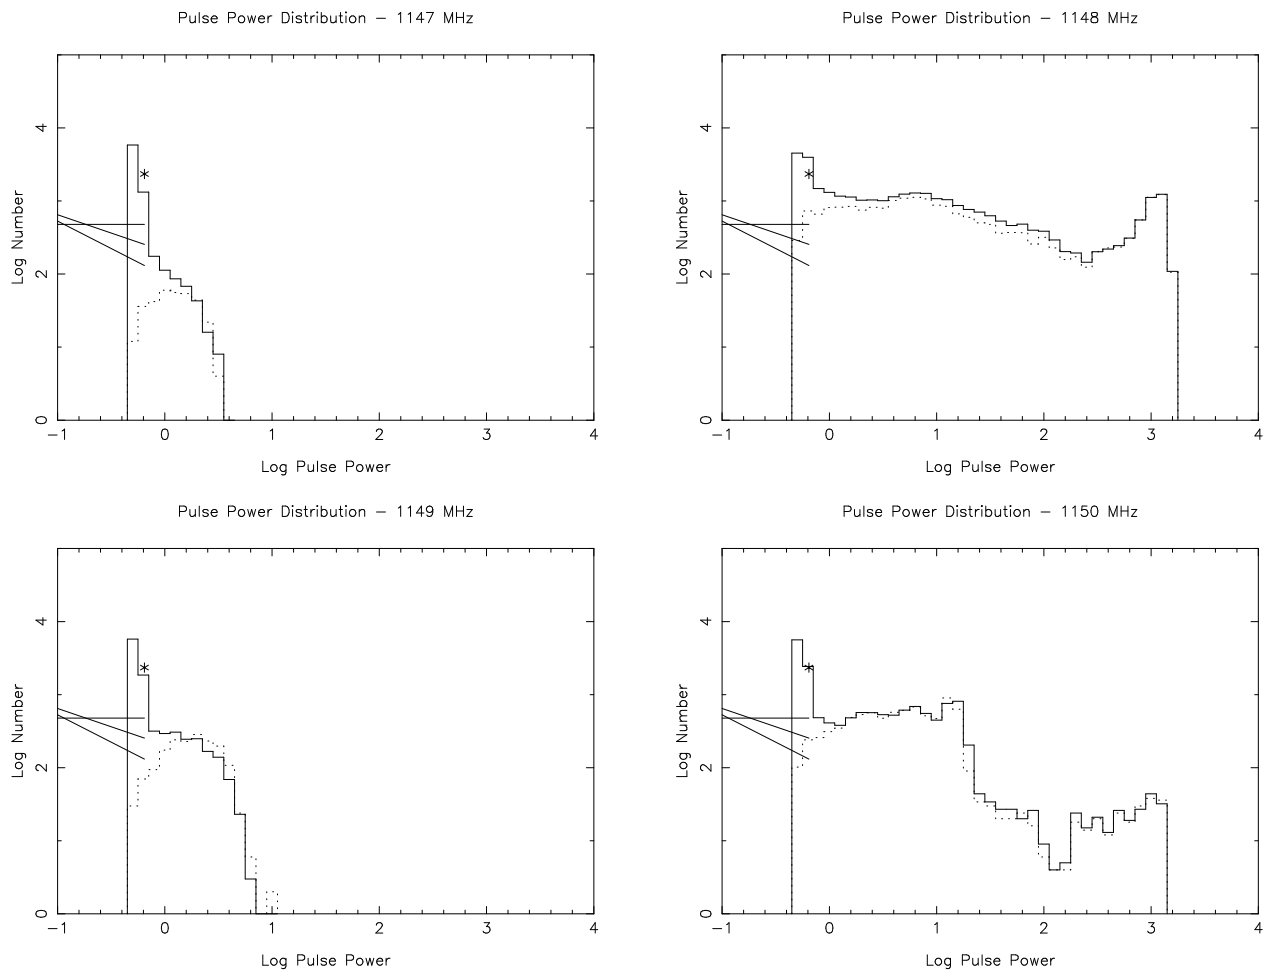 Pulse Power Distribution − 1147 MHz
Log Number
0 2 4
−1 0 1 2 3 4
Log Pulse Power
Pulse Power Distribution − 1148 MHz
Log Number
0 2 4
−1 0 1 2 3 4
Log Pulse Power
Pulse Power Distribution − 1149 MHz
Log Number
0 2 4
−1 0 1 2 3 4
Log Pulse Power
Pulse Power Distribution − 1150 MHz
Log Number
0 2 4
−1 0 1 2 3 4
Log Pulse Power